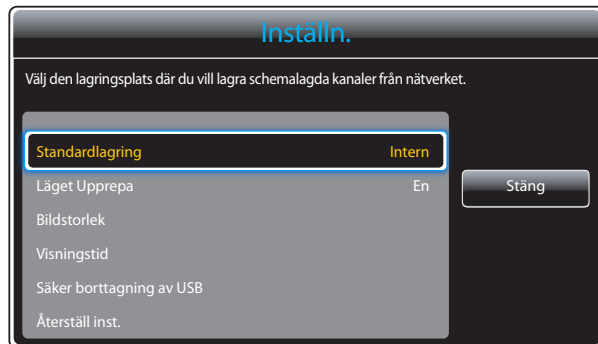 Inställn.
Välj den lagringsplats där du vill lagra schemalagda kanaler från nätverket.
Standardlagring Intern
Läget Upprepa En
Stäng
Bildstorlek
Visningstid
Säker borttagning av USB
Återställ inst.